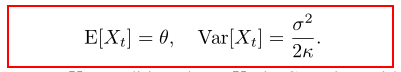 E[X_t] = θ, Var[X_t] = σ²/2κ.